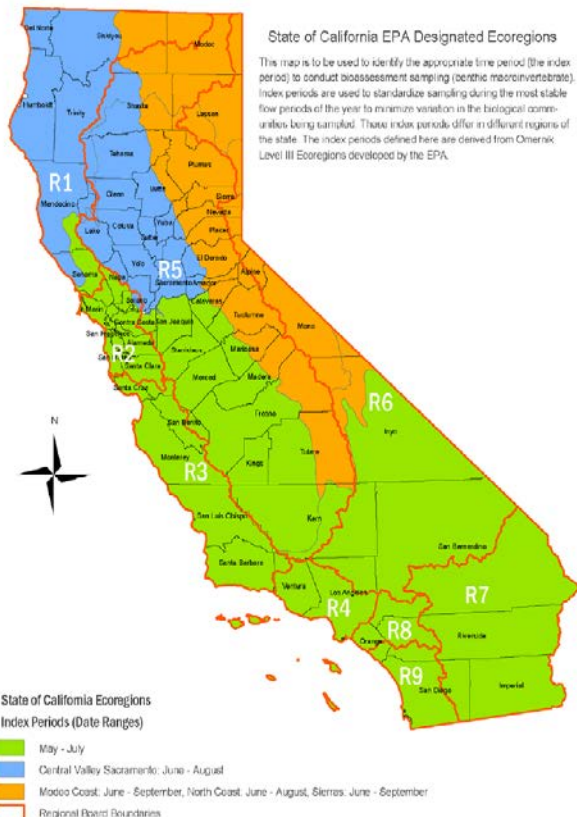 State of California EPA Designated Ecoregions
This map is to be used to identify the appropriate time period (the index
period) to conduct bioassessment sampling (benthic macroinvertebrate).
Index periods are used to standardize sampling during the most stable
flow periods of the year to minimize variation in the biological comm-
unities being sampled. These index periods differ in different regions of
the state. The index periods defined here are derived from Omernik
Level III Ecoregions developed by the EPA.
Del Norte
Siskiyou
Modoc
Humboldt
Trinity
Shasta
Lassen
Tehama
Plumas
R1
Mendocino
Glenn
Butte
Sierra
Nevada
Lake
Colusa
Yuba
Sutter
Placer
El Dorado
Yolo
R5
Sonoma
Napa
Sacramento
Amador
Alpine
Solano
Calaveras
Marin
Contra Costa
San Joaquin
Tuolumne
Mono
San Francisco
Alameda
R2
Stanislaus
Mariposa
Santa Clara
Santa Cruz
Merced
Madera
R6
Fresno
Inyo
San Benito
Monterey
R3
Kings
Tulare
N
San Luis Obispo
Kern
San Bernardino
Santa Barbara
Ventura
Los Angeles
R4
R7
R8
Orange
Riverside
R9
San Diego
Imperial
State of California Ecoregions
Index Periods (Date Ranges)
May - July
Central Valley Sacramento: June - August
Modoc Coast: June - September, North Coast: June - August, Sierras: June - September
Regional Board Boundaries